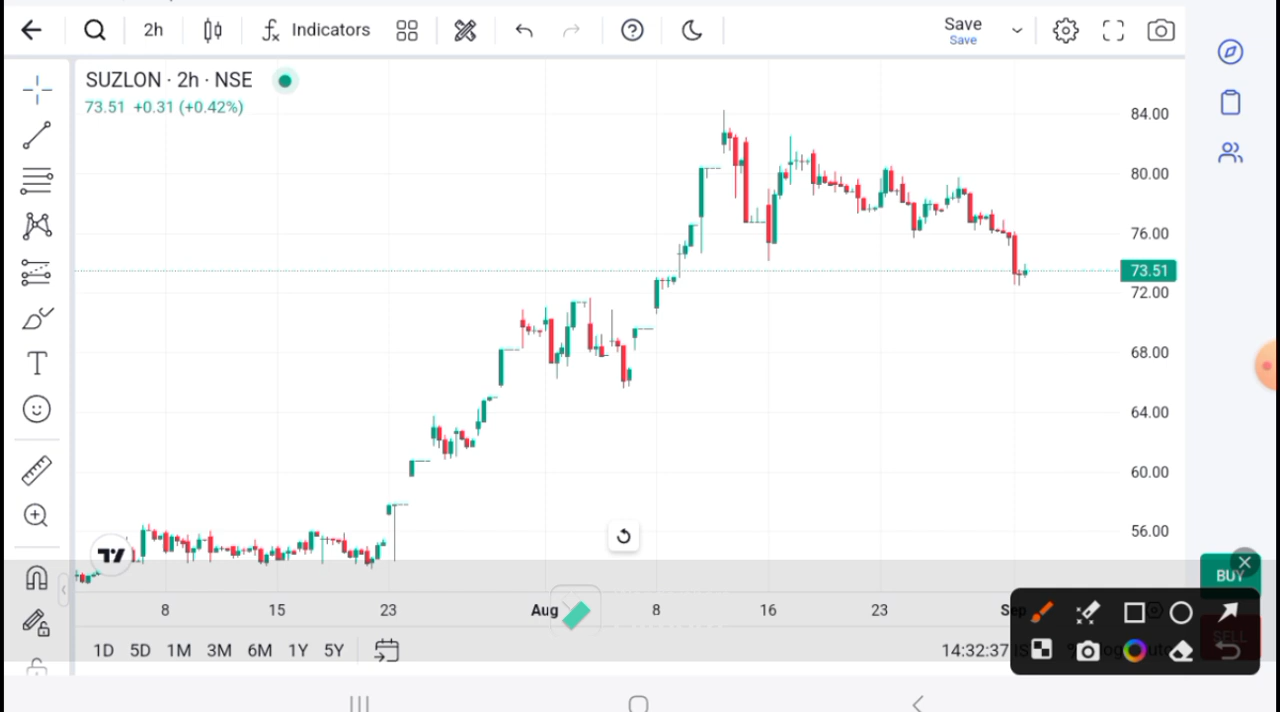 2h
Indicators
Save
Save
SUZLON · 2h · NSE
73.51 +0.31 (+0.42%)
84.00
80.00
76.00
73.51
72.00
68.00
64.00
60.00
56.00
BUY
8
15
23
Aug
8
16
23
Sep
SELL
1D
5D
1M
3M
6M
1Y
5Y
14:32:37